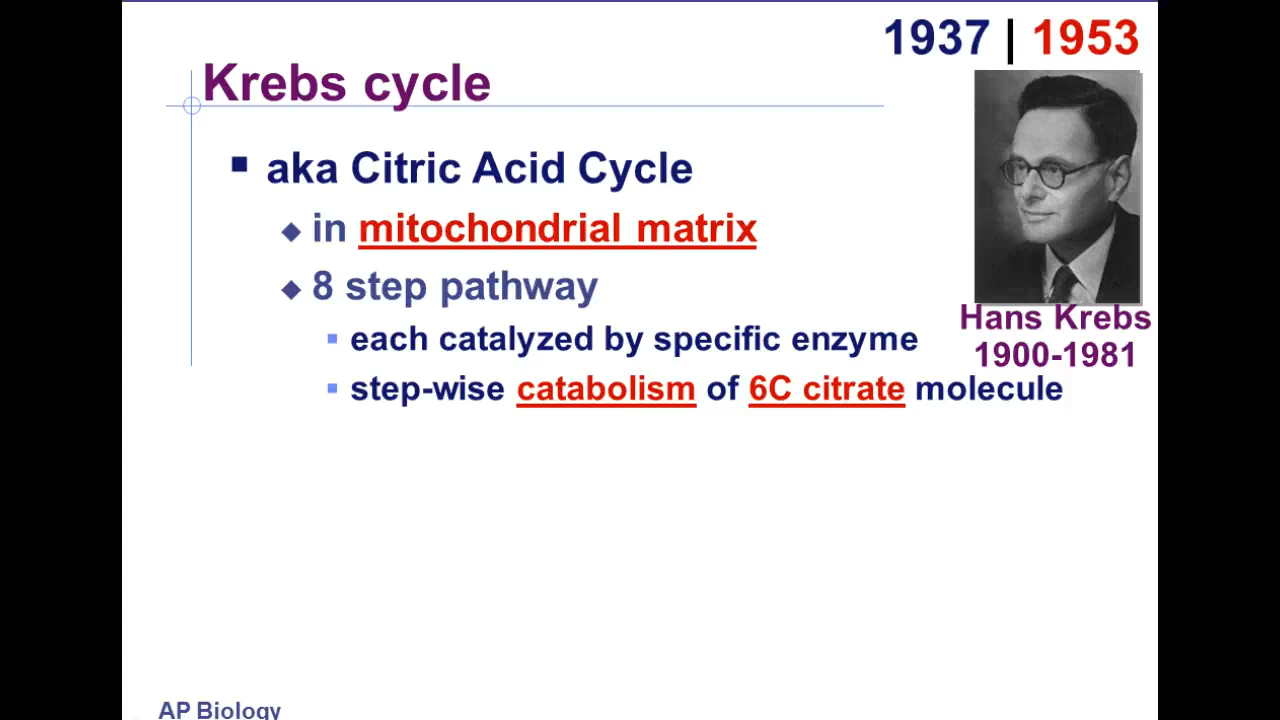 1937 | 1953
Krebs cycle
aka Citric Acid Cycle
in mitochondrial matrix
8 step pathway
each catalyzed by specific enzyme
step-wise catabolism of 6C citrate molecule
Hans Krebs
1900-1981
AP Biology